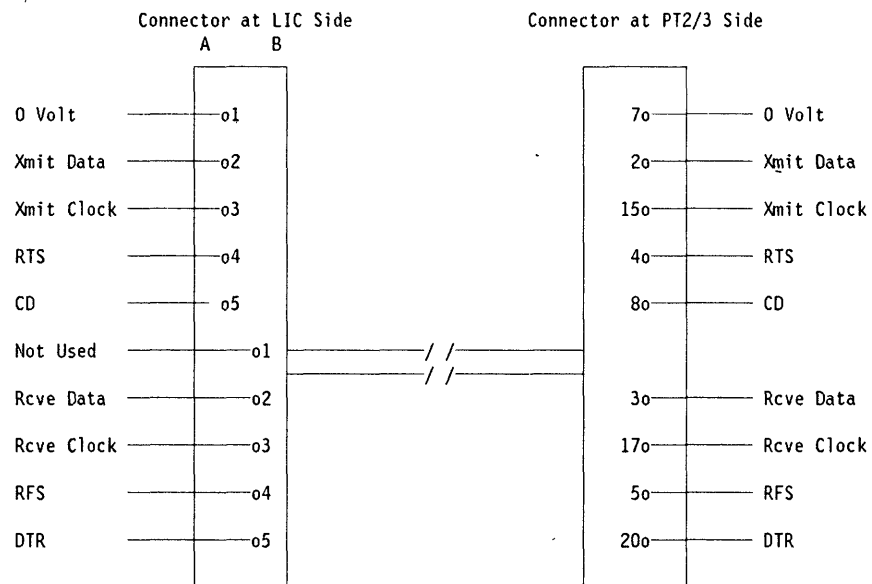 Connector at LIC Side Connector at PT2/3 Side
A B
0 Volt o1 7o 0 Volt
Xmit Data o2 2o Xmit Data
Xmit Clock o3 15o Xmit Clock
RTS o4 4o RTS
CD o5 8o CD
Not Used o1 / / / /
Rcve Data o2 3o Rcve Data
Rcve Clock o3 17o Rcve Clock
RFS o4 5o RFS
DTR o5 20o DTR